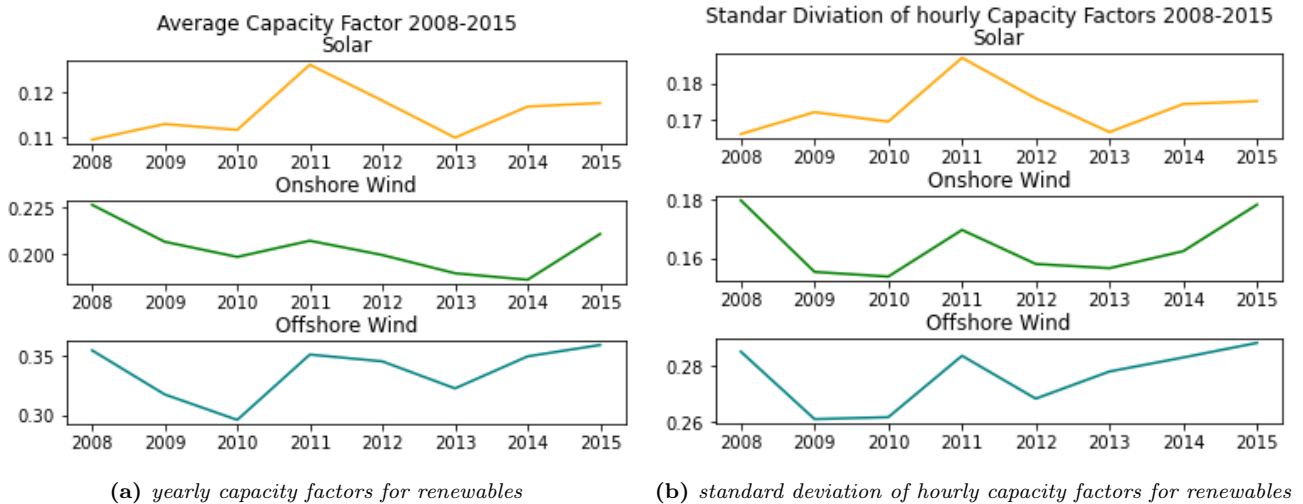 Average Capacity Factor 2008-2015
Solar
0.12
0.11
2008 2009 2010 2011 2012 2013 2014 2015
Onshore Wind
0.225
0.200
2008 2009 2010 2011 2012 2013 2014 2015
Offshore Wind
0.35
0.30
2008 2009 2010 2011 2012 2013 2014 2015
(a) yearly capacity factors for renewables
Standar Diviation of hourly Capacity Factors 2008-2015
Solar
0.18
0.17
2008 2009 2010 2011 2012 2013 2014 2015
Onshore Wind
0.18
0.16
2008 2009 2010 2011 2012 2013 2014 2015
Offshore Wind
0.28
0.26
2008 2009 2010 2011 2012 2013 2014 2015
(b) standard deviation of hourly capacity factors for renewables